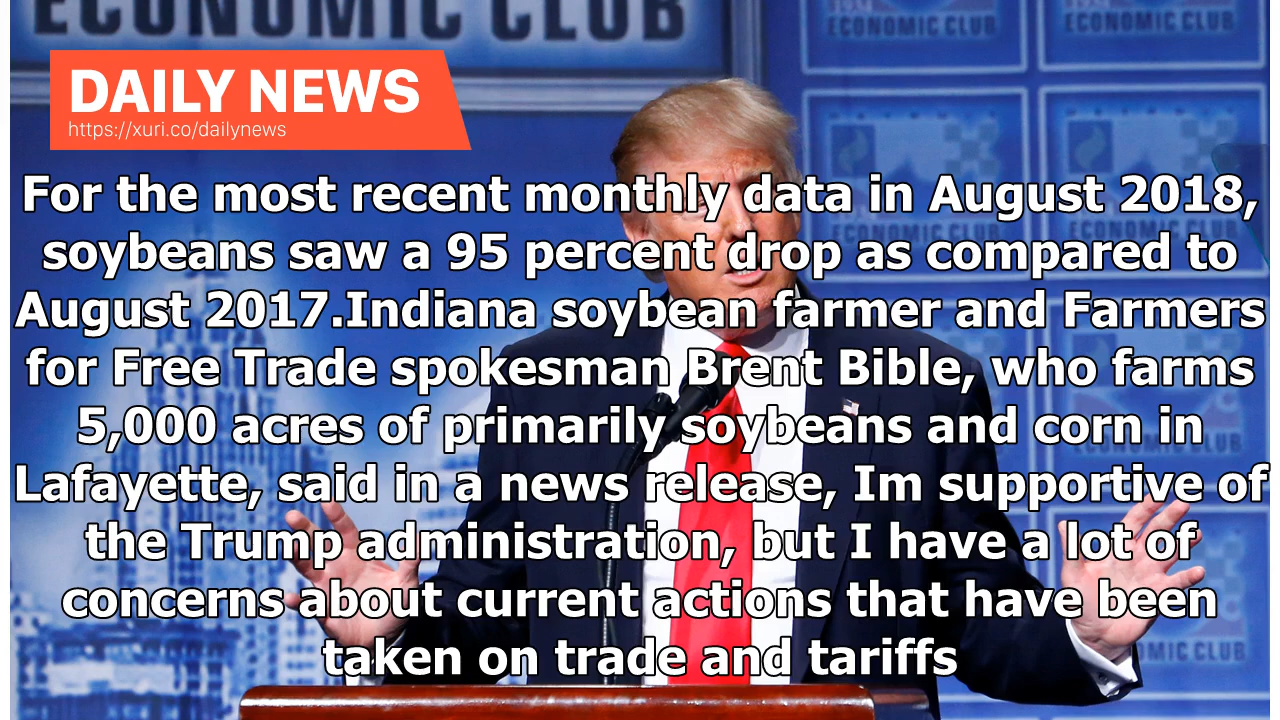 ECONOMIC CLUB
ECONOMIC CLUB
ECONOMIC CLUB
DAILY NEWS
https://xuri.co/dailynews
For the most recent monthly data in August 2018,
soybeans saw a 95 percent drop as compared to
August 2017.Indiana soybean farmer and Farmers
for Free Trade spokesman Brent Bible, who farms
5,000 acres of primarily soybeans and corn in
Lafayette, said in a news release, Im supportive of
the Trump administration, but I have a lot of
concerns about current actions that have been
taken on trade and tariffs